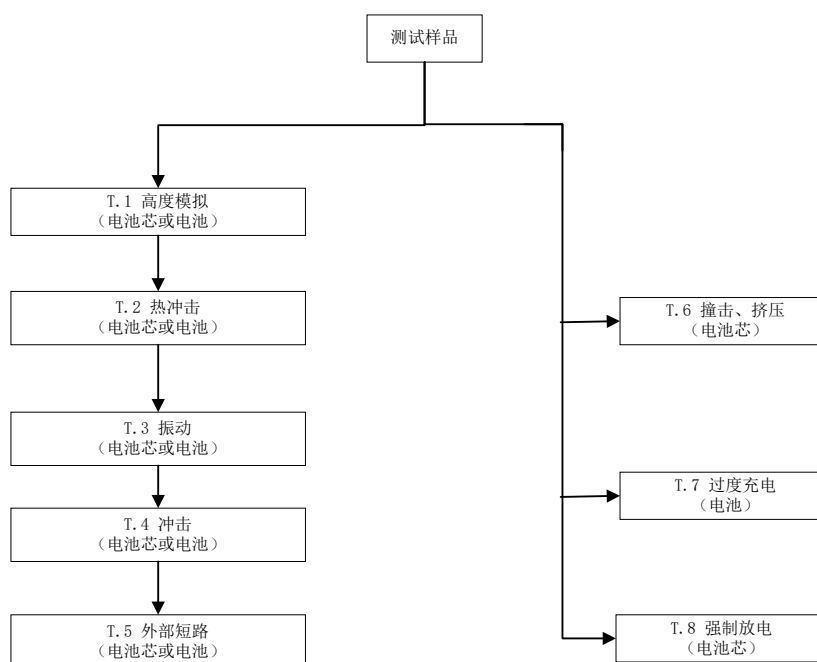 测试样品
T.1 高度模拟
（电池芯或电池）
T.2 热冲击
（电池芯或电池）
T.3 振动
（电池芯或电池）
T.4 冲击
（电池芯或电池）
T.5 外部短路
（电池芯或电池）
T.6 撞击、挤压
（电池芯）
T.7 过度充电
（电池）
T.8 强制放电
（电池芯）